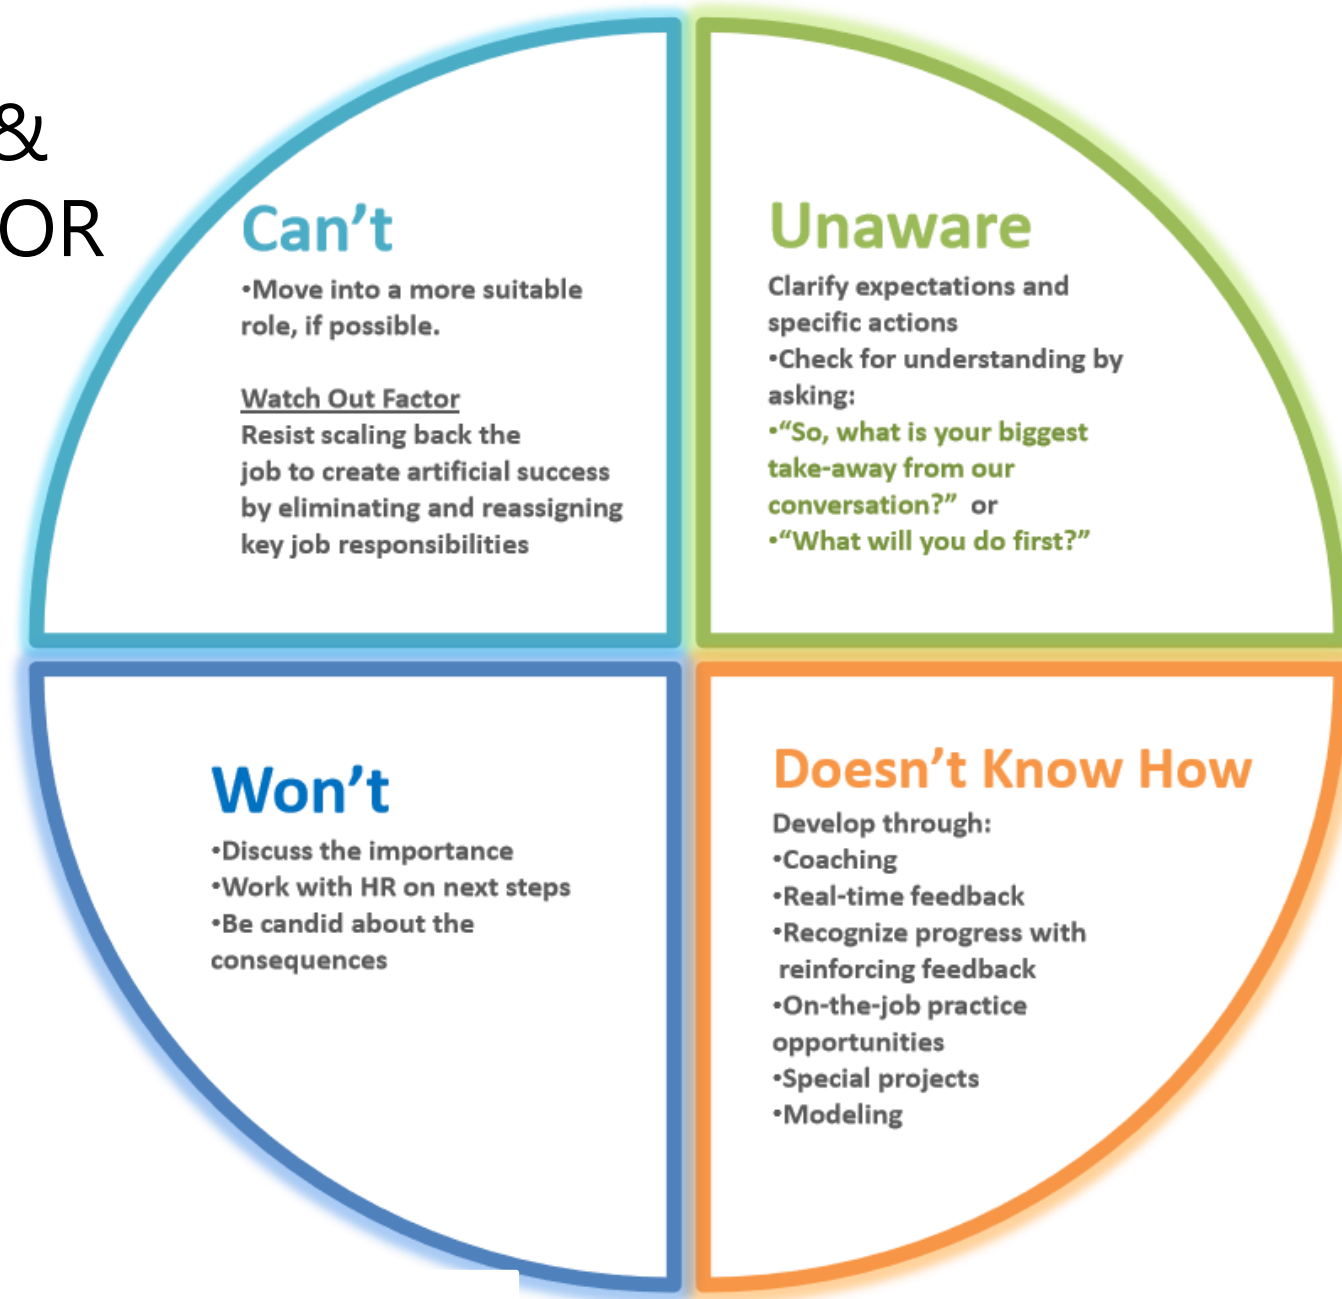 &
OR
Can’t
•Move into a more suitable
role, if possible.
Watch Out Factor
Resist scaling back the
job to create artificial success
by eliminating and reassigning
key job responsibilities
Unaware
Clarify expectations and
specific actions
•Check for understanding by
asking:
•“So, what is your biggest
take-away from our
conversation?”  or
•“What will you do first?”
Won’t
•Discuss the importance
•Work with HR on next steps
•Be candid about the
consequences
Doesn’t Know How
Develop through:
•Coaching
•Real-time feedback
•Recognize progress with
reinforcing feedback
•On-the-job practice
opportunities
•Special projects
•Modeling